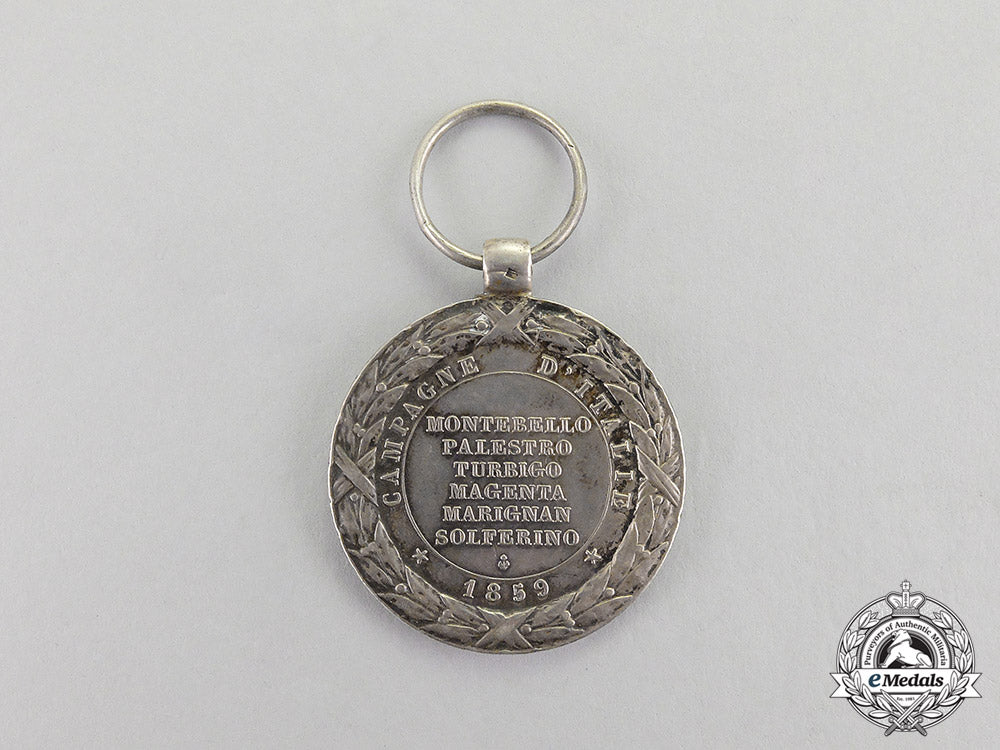 CAMPAGNE D'ITALIE
MONTEBELLO
PALESTRO
TURBIGO
MAGENTA
MARIGNAN
SOLFERINO
1859
Purveyors of Authentic Militaria
eMedals